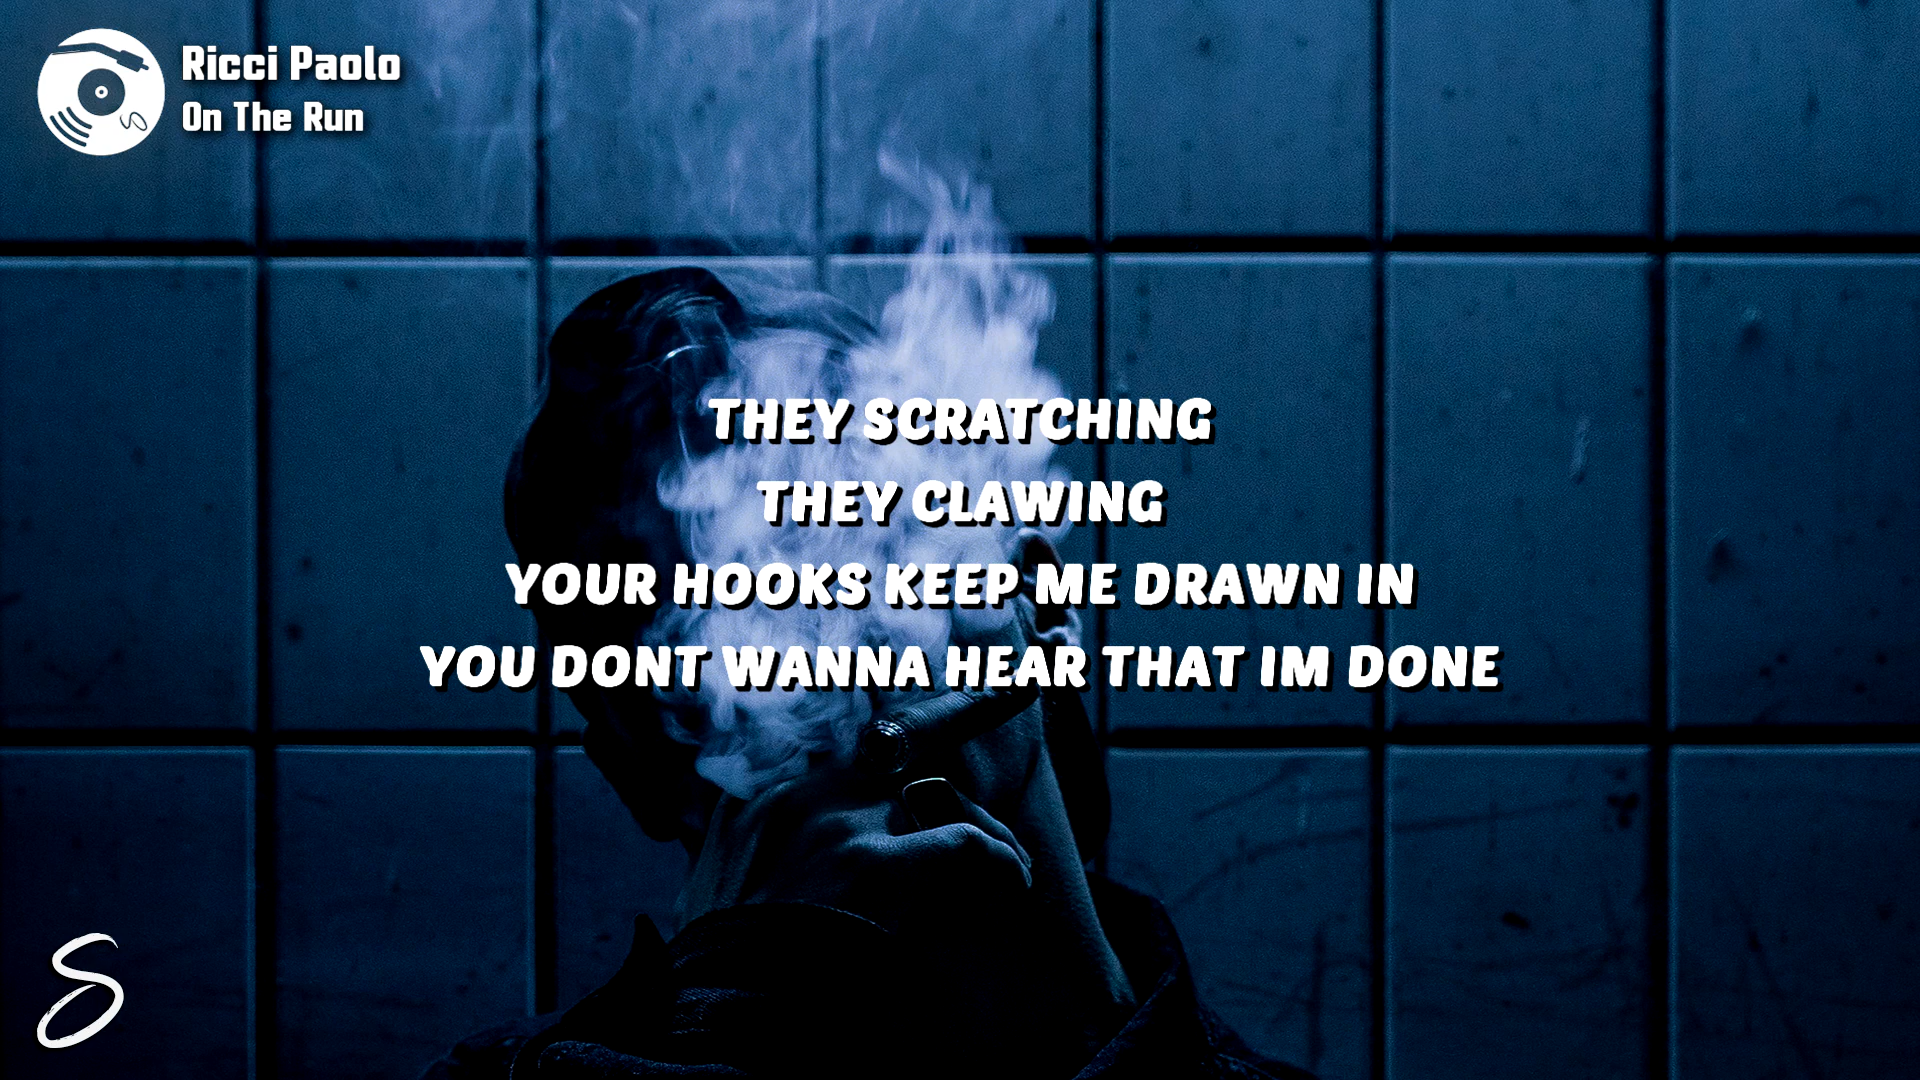 Ricci Paolo
On The Run
THEY SCRATCHING
THEY CLAWING
YOUR HOOKS KEEP ME DRAWN IN
YOU DONT WANNA HEAR THAT IM DONE
S